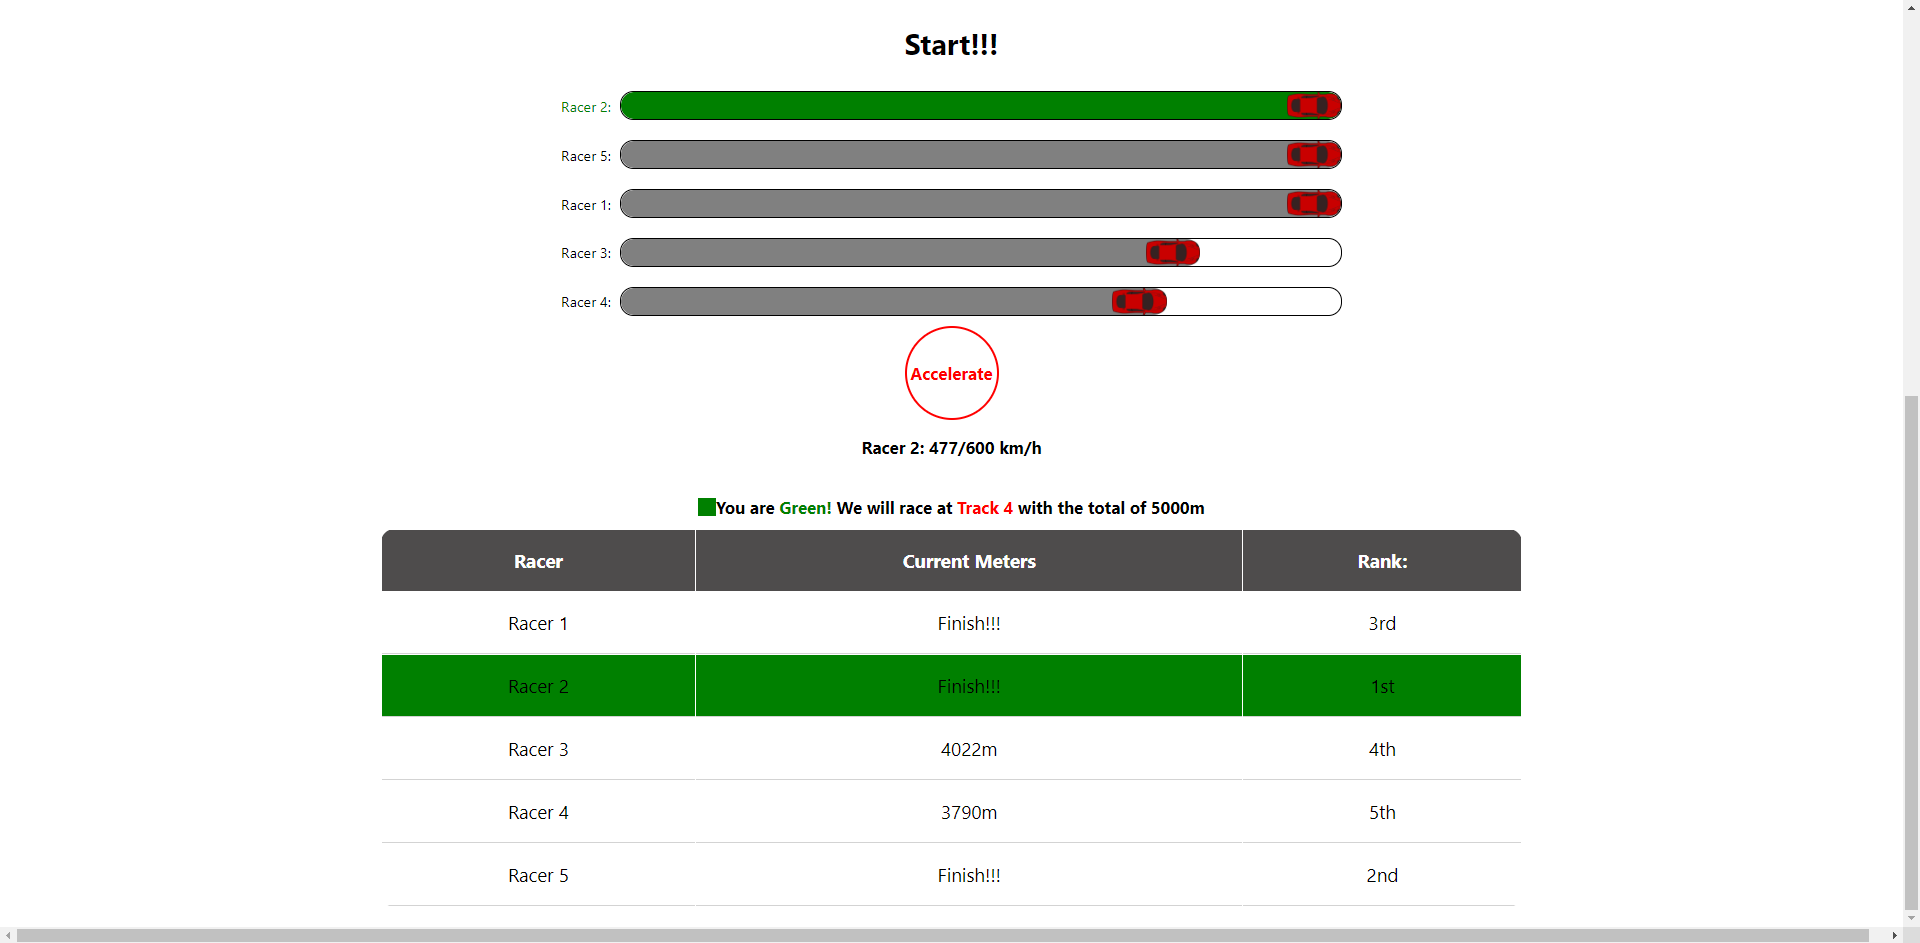 Start!!!
Racer 2:
Racer 5:
Racer 1:
Racer 3:
Racer 4:
Accelerate
Racer 2: 477/600 km/h
You are Green! We will race at Track 4 with the total of 5000m
Racer Current Meters Rank:
Racer 1 Finish!!! 3rd
Racer 2 Finish!!! 1st
Racer 3 4022m 4th
Racer 4 3790m 5th
Racer 5 Finish!!! 2nd